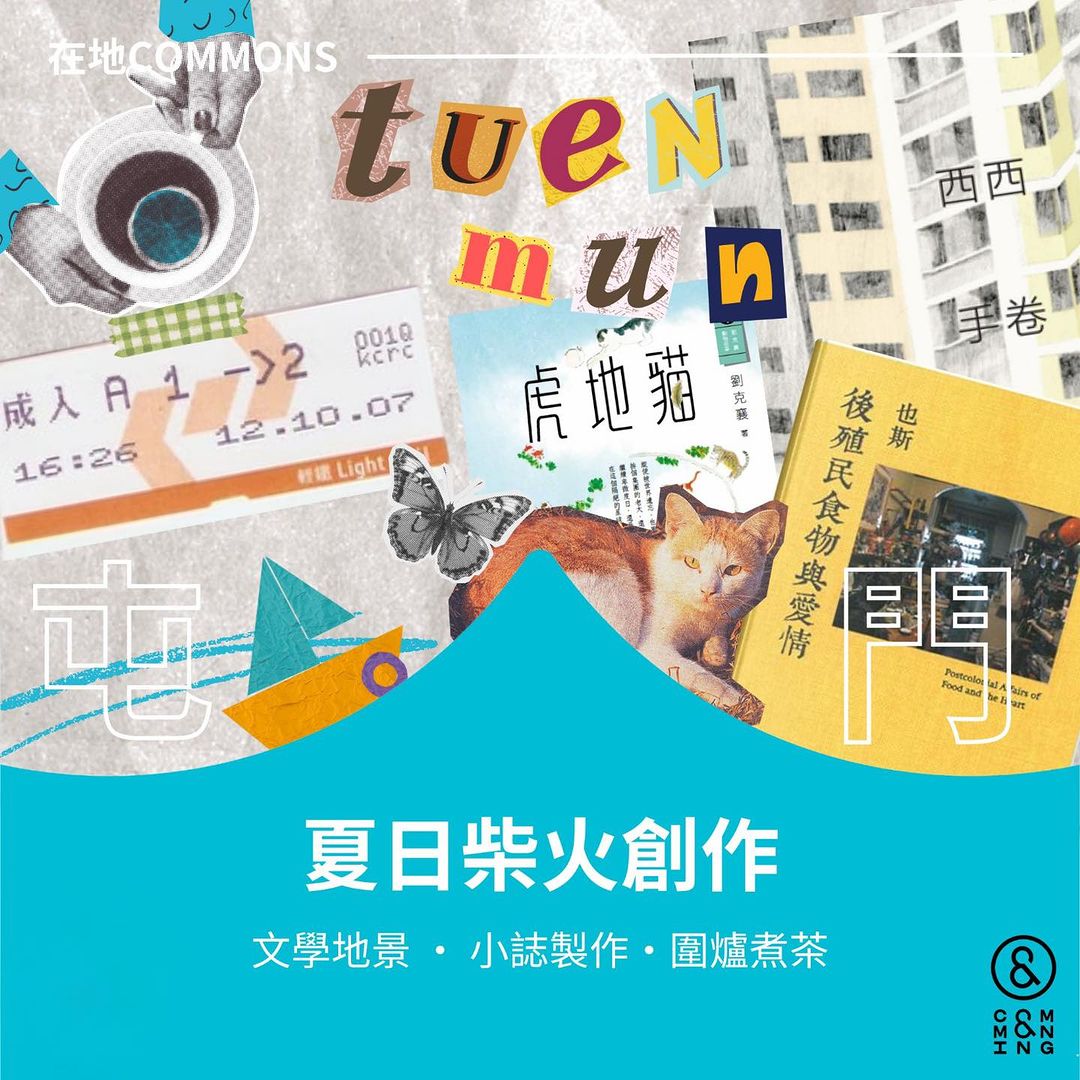 在地COMMONS
tuen
mun
西西
手卷
成人 A 1 —>2
001Q
kcrc
16:26
12.10.07
輕鐵 Light
虎地貓
劉克襄 著
也斯
後殖民食物與愛情
Postcolonial Affairs of
Food and the Heart
屯門
夏日柴火創作
文學地景 · 小誌製作·圍爐煮茶
&
C&M
MMN
ING